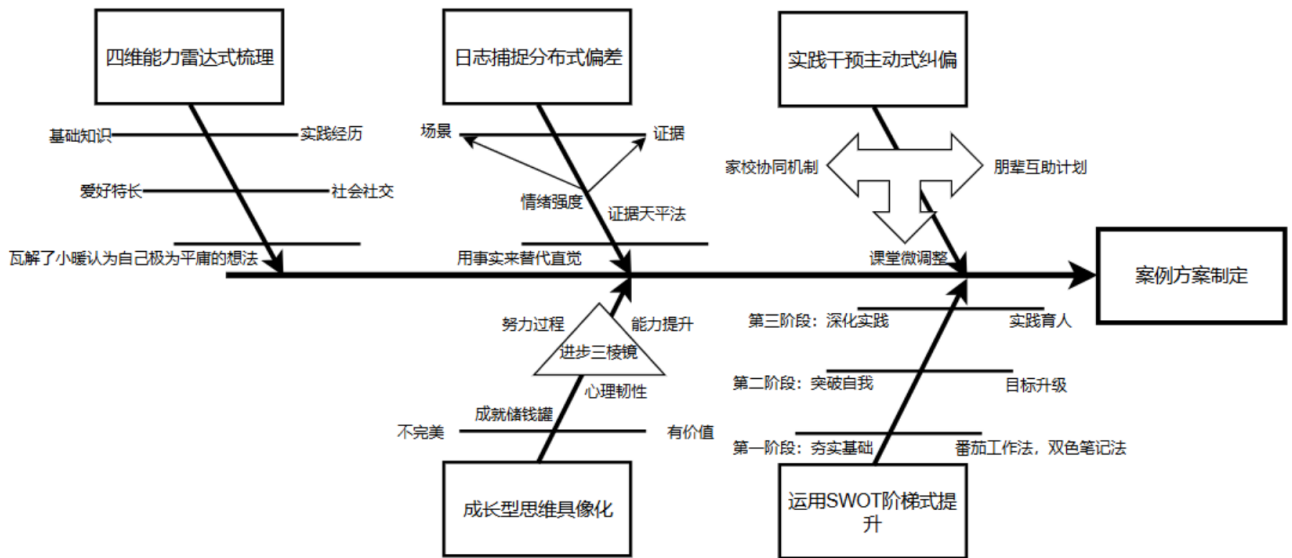 四维能力雷达式梳理
日志捕捉分布式偏差
实践干预主动式纠偏
基础知识
实践经历
场景
证据
家校协同机制
朋辈互助计划
爱好特长
社会社交
情绪强度
证据天平法
瓦解了小暖认为自己极为平庸的想法
用事实来替代直觉
课堂微调整
案例方案制定
努力过程
能力提升
进步三棱镜
心理韧性
成就储钱罐
不完美
有价值
第三阶段：深化实践
实践育人
第二阶段：突破自我
目标升级
第一阶段：夯实基础
番茄工作法，双色笔记法
成长型思维具像化
运用SWOT阶梯式提
升